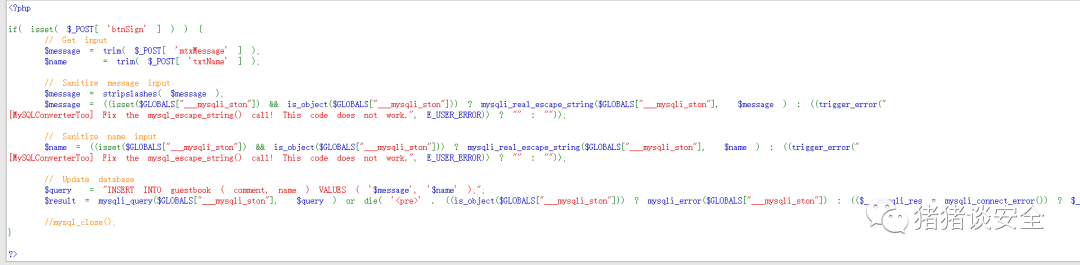 <?php
if( isset( $_POST[ 'btnSign' ] ) ) {
// Get input
$message = trim( $_POST[ 'mtxMessage' ] );
$name = trim( $_POST[ 'txtName' ] );
// Sanitize message input
$message = stripslashes( $message );
$message = ((isset($GLOBALS["___mysqli_ston"]) && is_object($GLOBALS["___mysqli_ston"])) ? mysqli_real_escape_string($GLOBALS["___mysqli_ston"], $message ) : ((trigger_error("
[MySQLConverterToo] Fix the mysql_escape_string() call! This code does not work.", E_USER_ERROR)) ? "" : ""));
// Sanitize name input
$name = ((isset($GLOBALS["___mysqli_ston"]) && is_object($GLOBALS["___mysqli_ston"])) ? mysqli_real_escape_string($GLOBALS["___mysqli_ston"], $name ) : ((trigger_error("
[MySQLConverterToo] Fix the mysql_escape_string() call! This code does not work.", E_USER_ERROR)) ? "" : ""));
// Update database
$query = "INSERT INTO guestbook ( comment, name ) VALUES ( '$message', '$name' );";
$result = mysqli_query($GLOBALS["___mysqli_ston"], $query ) or die( '<pre>' . ((is_object($GLOBALS["___mysqli_ston"])) ? mysqli_error($GLOBALS["___mysqli_ston"]) : (($___mysqli_res = mysqli_connect_error()) ? $_
//mysql_close();
}
?>
猪猪谈安全